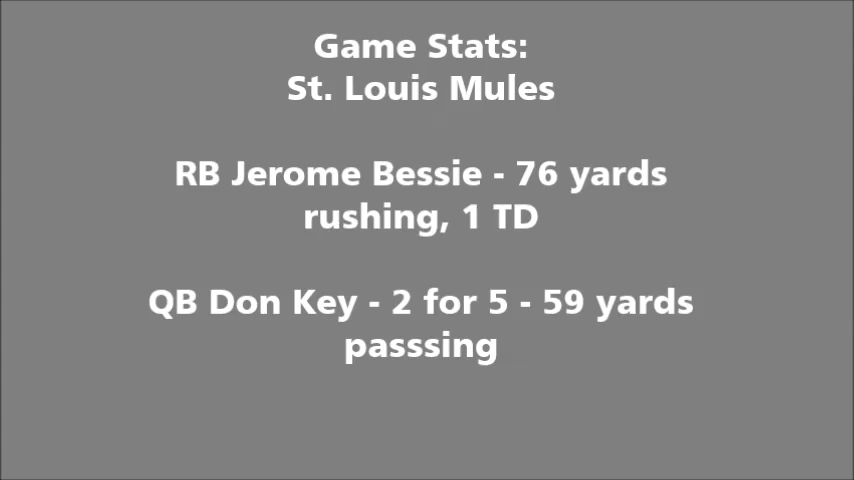 Game Stats:
St. Louis Mules
RB Jerome Bessie - 76 yards
rushing, 1 TD
QB Don Key - 2 for 5 - 59 yards
passsing